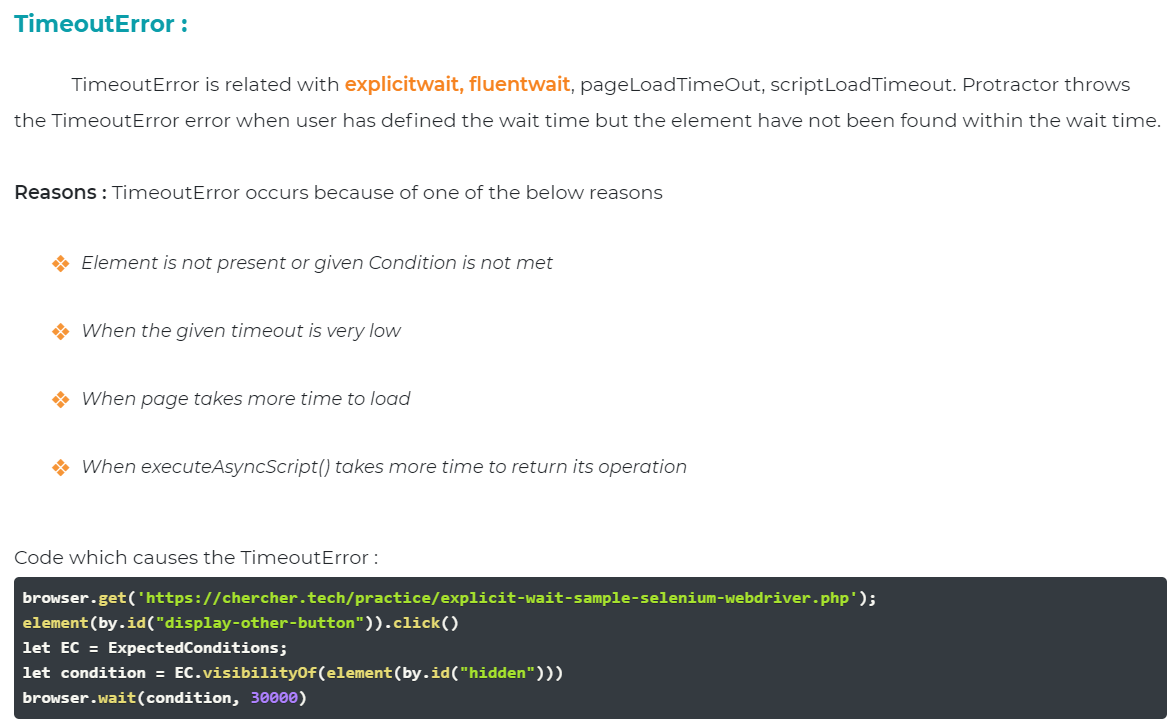 TimeoutError :
TimeoutError is related with explicitwait, fluentwait, pageLoadTimeOut, scriptLoadTimeout. Protractor throws
the TimeoutError error when user has defined the wait time but the element have not been found within the wait time.
Reasons : TimeoutError occurs because of one of the below reasons
Element is not present or given Condition is not met
When the given timeout is very low
When page takes more time to load
When executeAsyncScript() takes more time to return its operation
Code which causes the TimeoutError :
browser.get('https://chercher.tech/practice/explicit-wait-sample-selenium-webdriver.php');
element(by.id("display-other-button")).click()
let EC = ExpectedConditions;
let condition = EC.visibilityOf(element(by.id("hidden")))
browser.wait(condition, 30000)